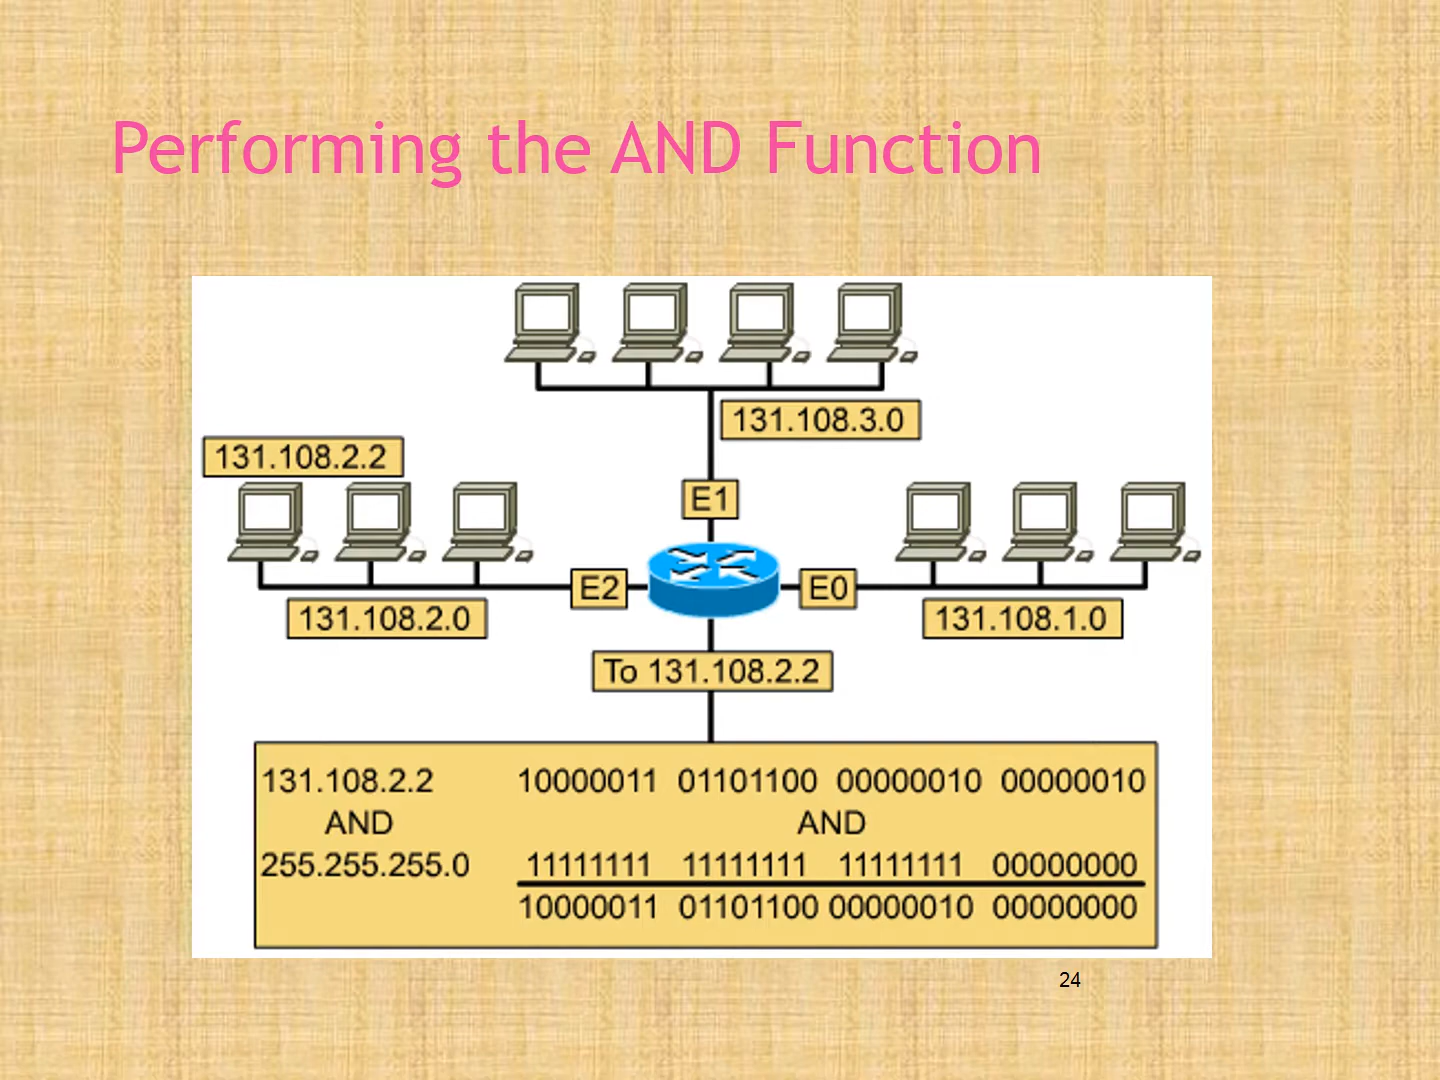 Performing the AND Function
131.108.3.0
131.108.2.2
E1
E2
E0
131.108.2.0
131.108.1.0
To 131.108.2.2
131.108.2.2 10000011 01101100 00000010 00000010
AND AND
255.255.255.0 11111111 11111111 11111111 00000000
10000011 01101100 00000010 00000000
24